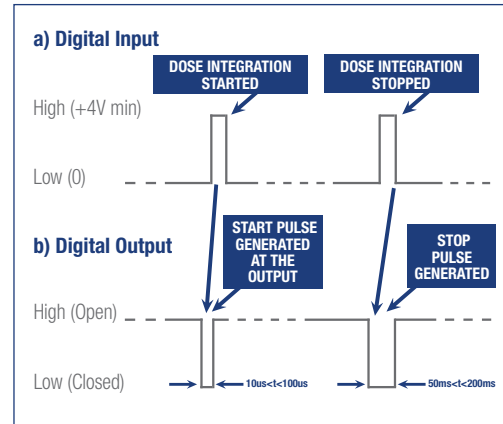 a) Digital Input
DOSE INTEGRATION
STARTED
DOSE INTEGRATION
STOPPED
High (+4V min)
Low (0)
b) Digital Output
START PULSE
GENERATED
AT THE
OUTPUT
STOP
PULSE
GENERATED
High (Open)
Low (Closed)
10us<t<100us
50ms<t<200ms